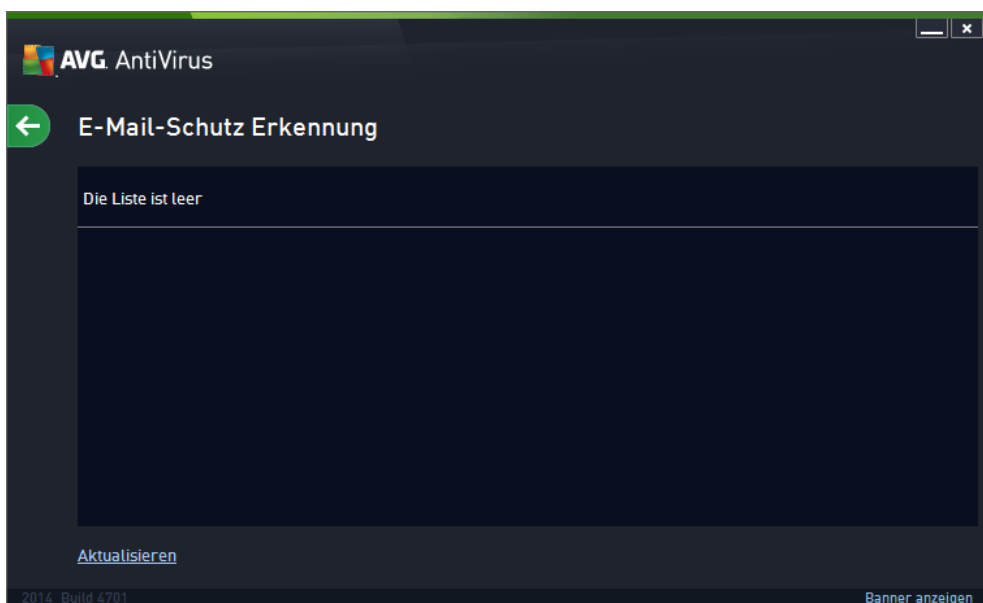 AVG. AntiVirus
E-Mail-Schutz Erkennung
Die Liste ist leer
Aktualisieren
2014 Build 4701
Banner anzeigen